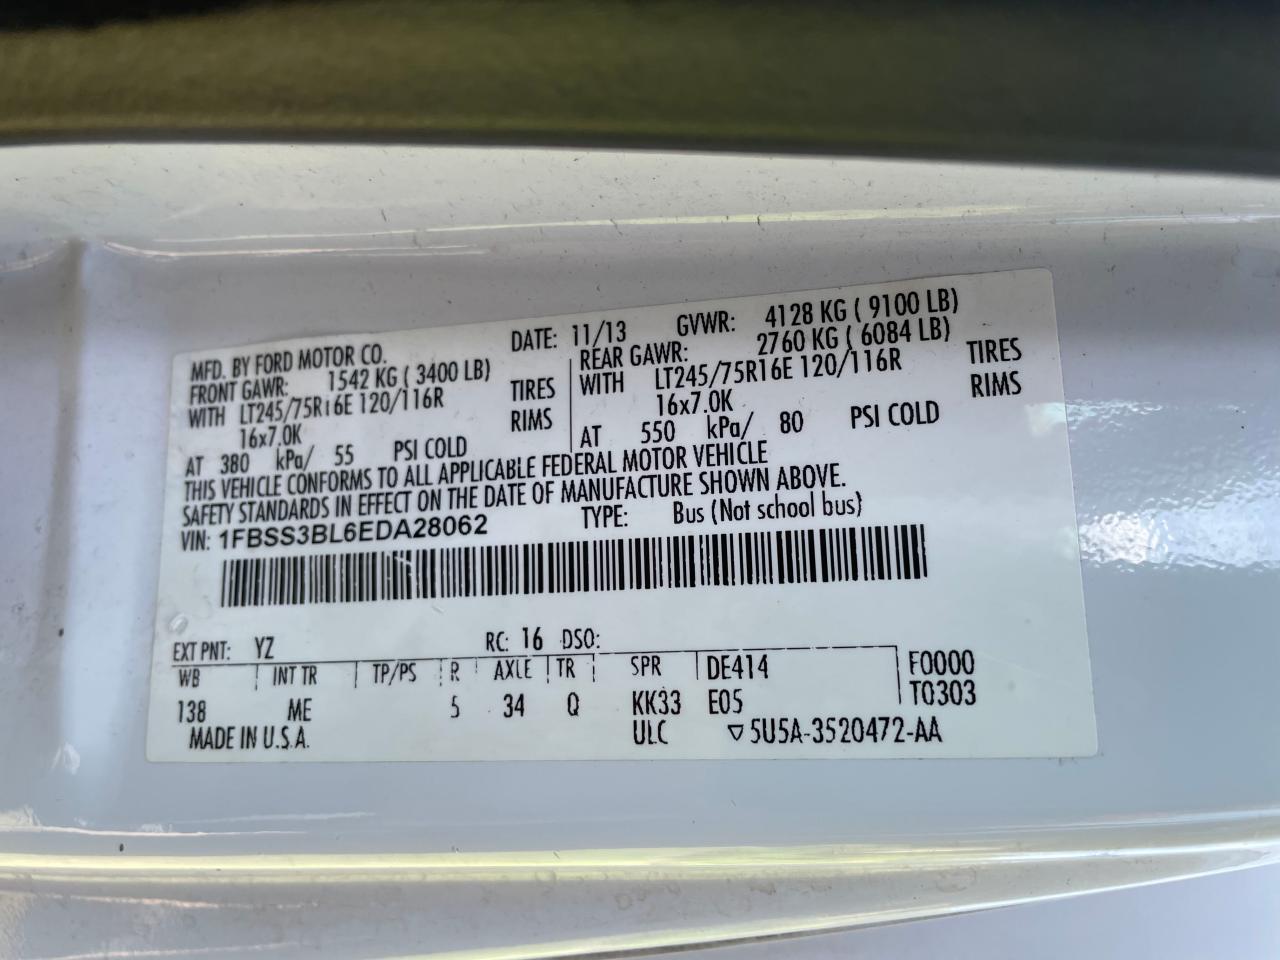 MFD. BY FORD MOTOR CO. DATE: 11/13 GVWR: 4128 KG ( 9100 LB)
FRONT GAWR: 1542 KG ( 3400 LB) REAR GAWR: 2760 KG ( 6084 LB)
WITH LT245/75R16E 120/116R TIRES WITH LT245/75R16E 120/116R TIRES
16x7.0K RIMS 16x7.0K RIMS
AT 380 kPa/ 55 PSI COLD AT 550 kPa/ 80 PSI COLD
THIS VEHICLE CONFORMS TO ALL APPLICABLE FEDERAL MOTOR VEHICLE
SAFETY STANDARDS IN EFFECT ON THE DATE OF MANUFACTURE SHOWN ABOVE.
VIN: 1FBSS3BL6EDA28062 TYPE: Bus (Not school bus)
EXT PNT: YZ RC: 16 DSO:
WB INT TR TP/PS R AXLE TR SPR DE414 F0000
138 ME 5 34 Q KK33 E05 T0303
MADE IN U.S.A. ULC ▽5U5A-3520472-AA